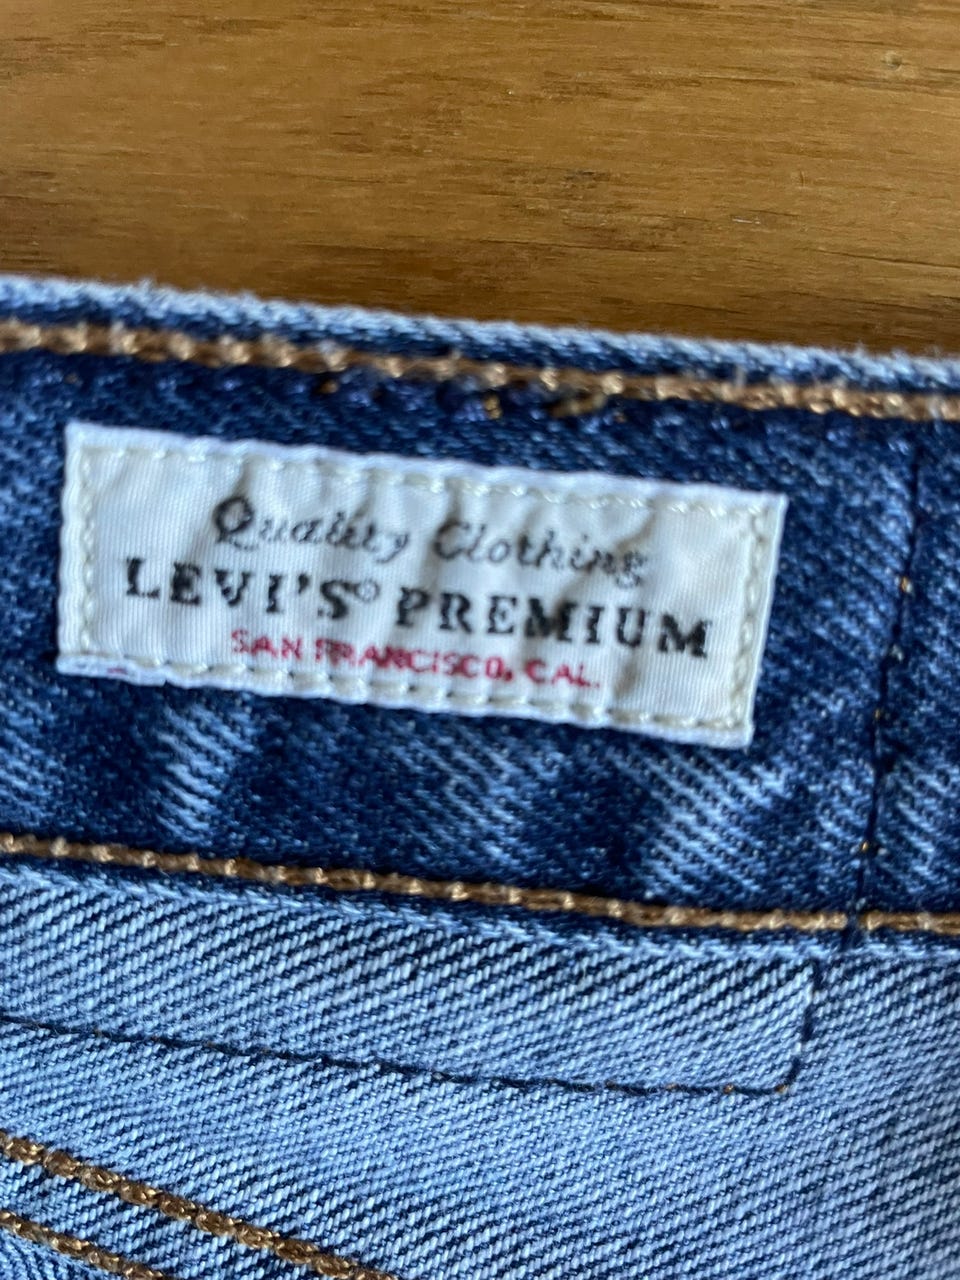 Quality Clothing
LEVI'S® PREMIUM
SAN FRANCISCO, CAL.